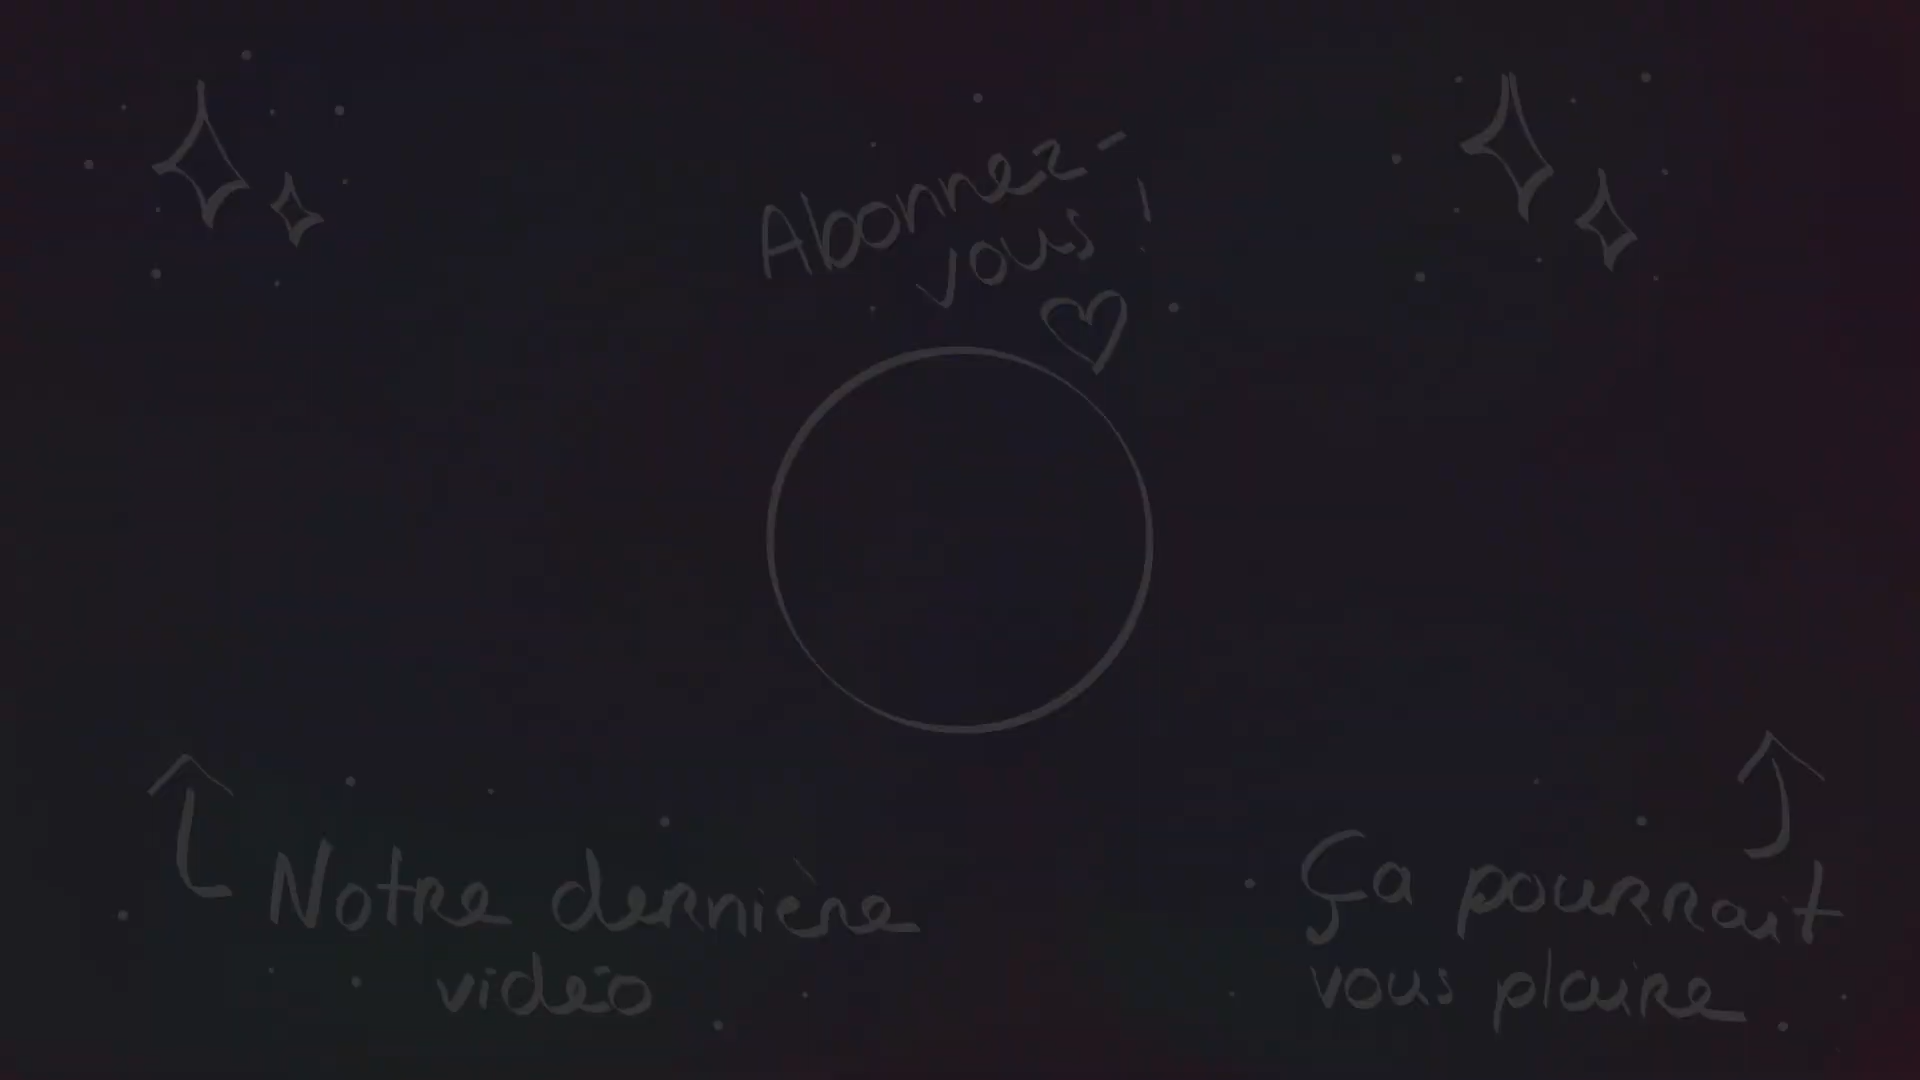 Abonnez-
vous !
Notre dernière
vidéo
Ça pourrait
vous plaire